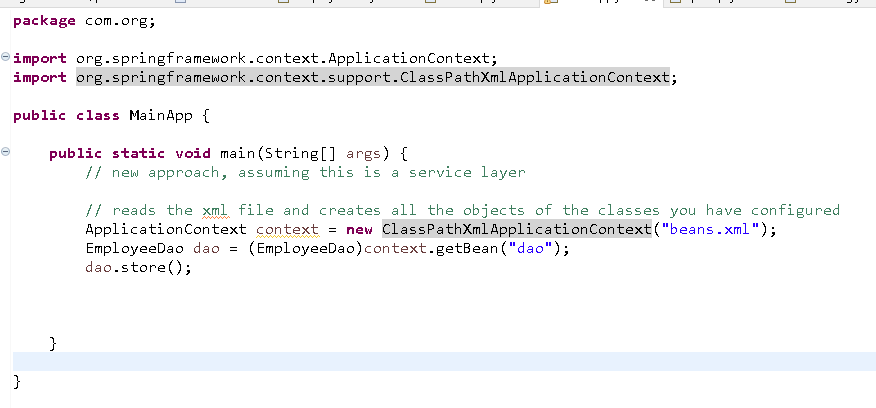 package com.org;
import org.springframework.context.ApplicationContext;
import org.springframework.context.support.ClassPathXmlApplicationContext;
public class MainApp {
public static void main(String[] args) {
// new approach, assuming this is a service layer
// reads the xml file and creates all the objects of the classes you have configured
ApplicationContext context = new ClassPathXmlApplicationContext("beans.xml");
EmployeeDao dao = (EmployeeDao)context.getBean("dao");
dao.store();
}
}